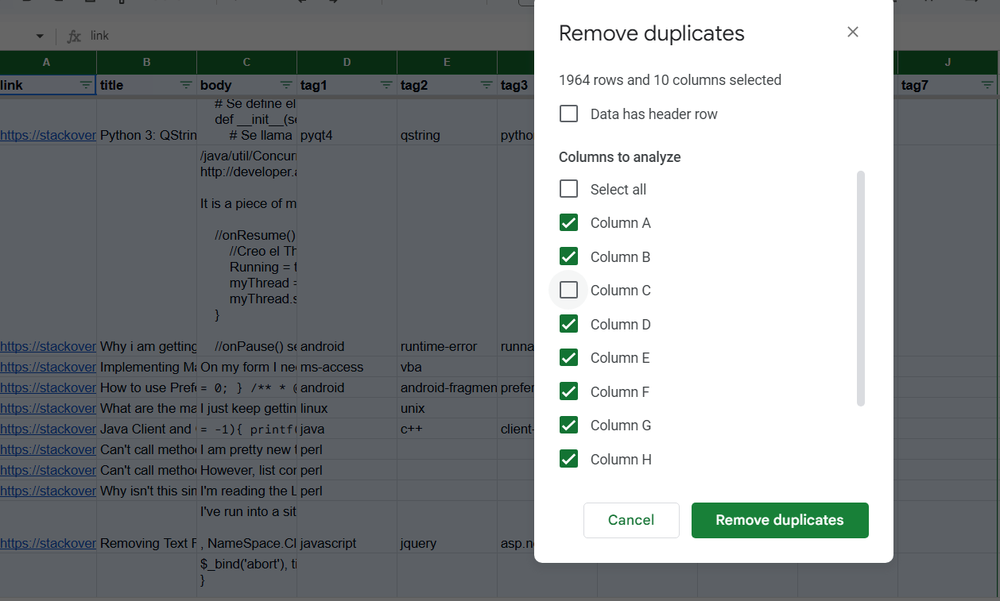 link
Remove duplicates
1964 rows and 10 columns selected
Data has header row
Columns to analyze
Select all
Column A
Column B
Column C
Column D
Column E
Column F
Column G
Column H
Cancel
Remove duplicates
A B C D E J
link title body tag1 tag2 tag3 tag7
# Se define el
def __init__(se
# Se llama
https://stackover Python 3: QStrin pyqt4 qstring
/java/util/Concurr
http://developer.a
It is a piece of m
//onResume()
//Creo el Th
Running = t
myThread =
myThread.s
}
https://stackover Why i am getting //onPause() se android runtime-error runna
https://stackover Implementing Ma On my form I nee ms-access vba
https://stackover How to use Prefe = 0; } /** * @ android android-fragmen prefer
https://stackover What are the ma I just keep gettin linux unix
https://stackover Java Client and = -1){ printf( java c++ client-
https://stackover Can't call metho I am pretty new t perl
https://stackover Can't call metho However, list con perl
https://stackover Why isn't this sim I'm reading the L perl
I've run into a sit
https://stackover Removing Text F , NameSpace.Cl javascript jquery asp.n
$_bind('abort'), ti
}